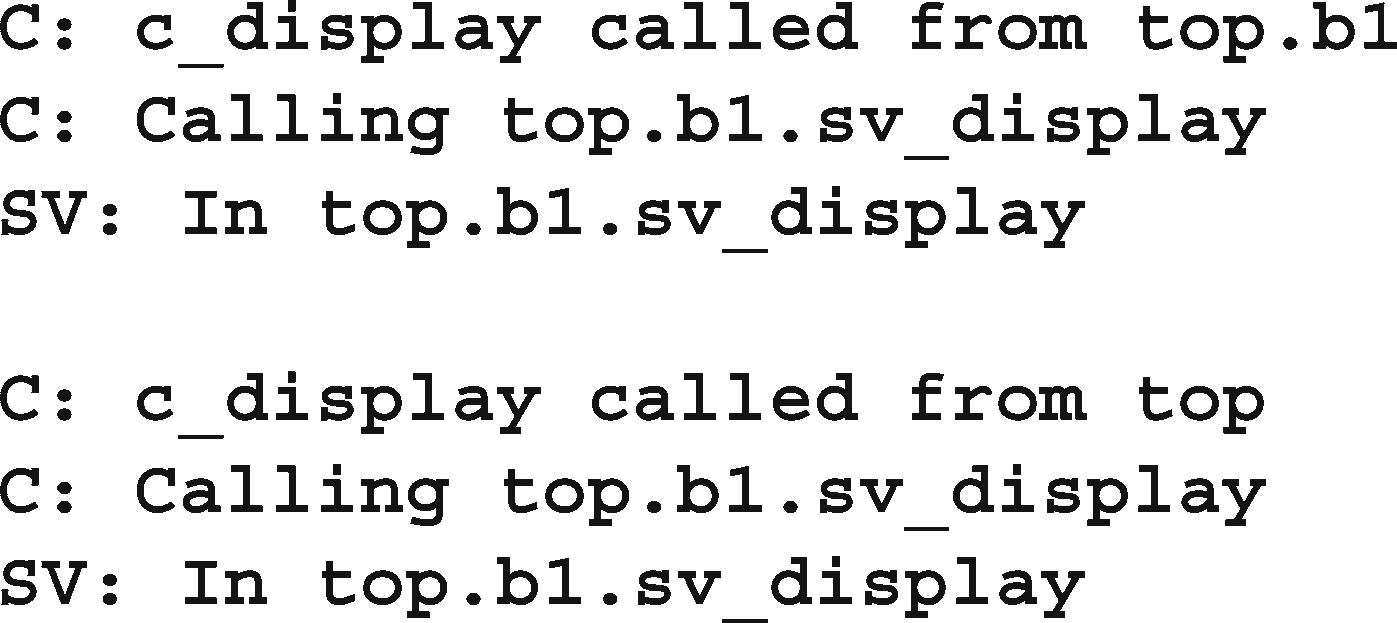 C: c_display called from top.b1
C: Calling top.b1.sv_display
SV: In top.b1.sv_display
C: c_display called from top
C: Calling top.b1.sv_display
SV: In top.b1.sv_display